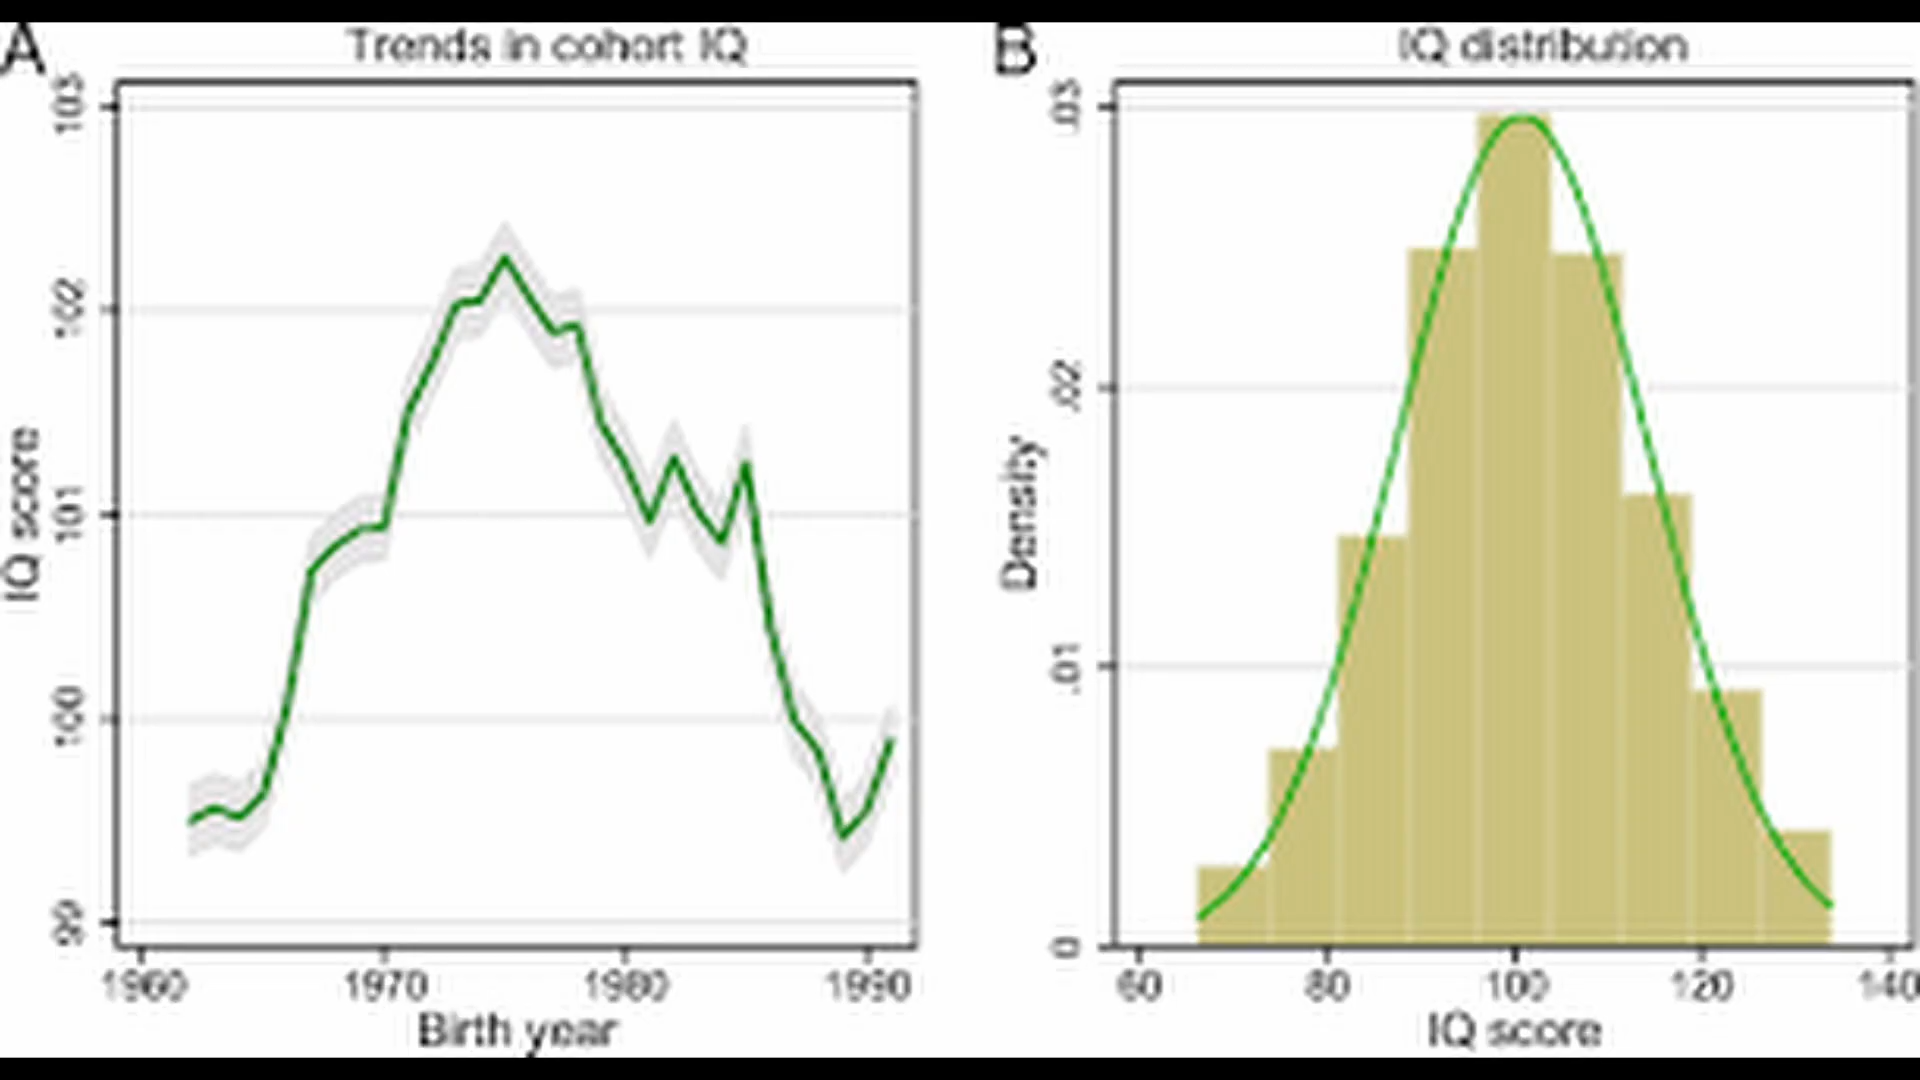 A
Trends in cohort IQ
103
102
101
100
99
IQ score
1960 1970 1980 1990
Birth year
B
IQ distribution
.03
.02
.01
0
Density
60 80 100 120 140
IQ score